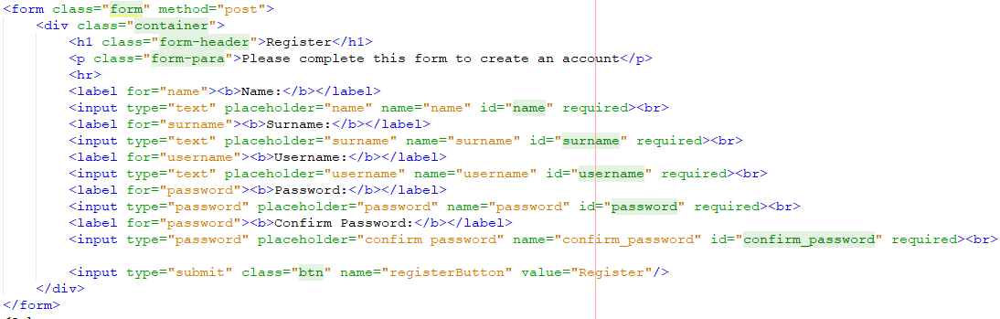 <form class="form" method="post">
<div class="container">
<h1 class="form-header">Register</h1>
<p class="form-para">Please complete this form to create an account</p>
<hr>
<label for="name"><b>Name:</b></label>
<input type="text" placeholder="name" name="name" id="name" required><br>
<label for="surname"><b>Surname:</b></label>
<input type="text" placeholder="surname" name="surname" id="surname" required><br>
<label for="username"><b>Username:</b></label>
<input type="text" placeholder="username" name="username" id="username" required><br>
<label for="password"><b>Password:</b></label>
<input type="password" placeholder="password" name="password" id="password" required><br>
<label for="password"><b>Confirm Password:</b></label>
<input type="password" placeholder="confirm password" name="confirm_password" id="confirm_password" required><br>
<input type="submit" class="btn" name="registerButton" value="Register"/>
</div>
</form>